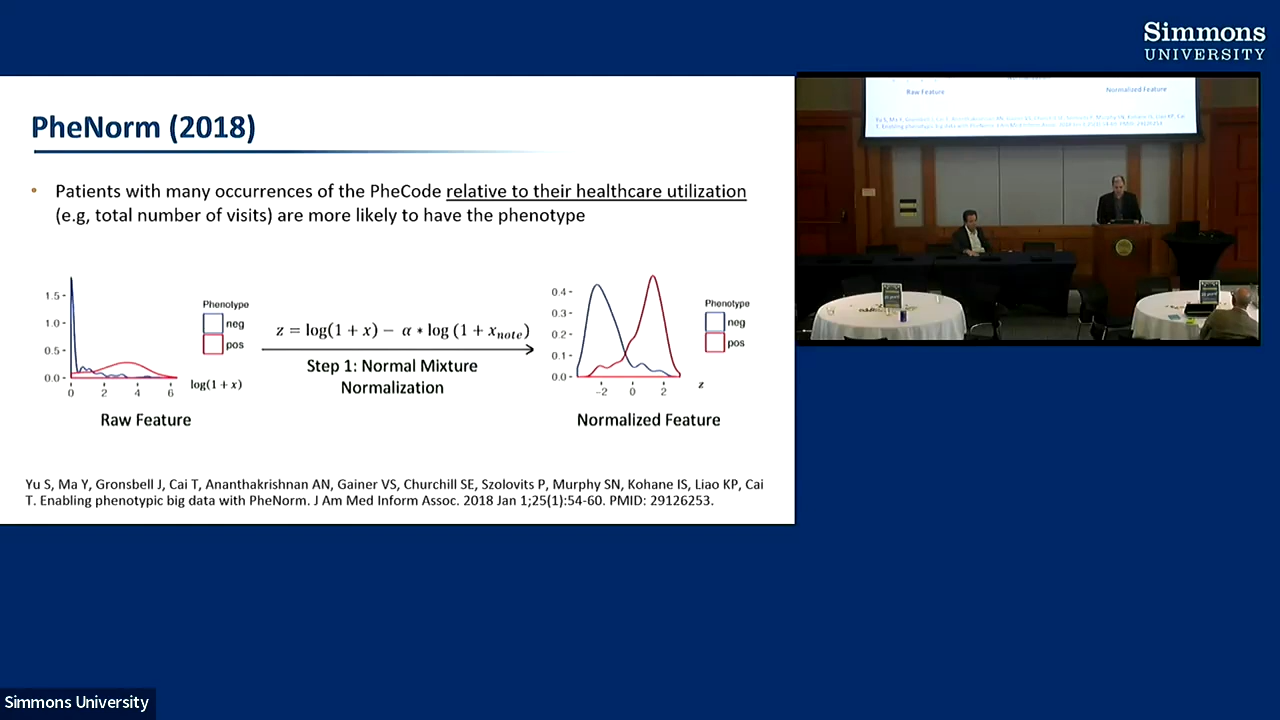 Simmons
UNIVERSITY
PheNorm (2018)
• Patients with many occurrences of the PheCode relative to their healthcare utilization
(e.g, total number of visits) are more likely to have the phenotype
1.5
1.0
0.5
0.0
0 2 4 6
log(1 + x)
Phenotype
neg
pos
Raw Feature
z = log(1 + x) − α ∗ log (1 + xnote)
Step 1: Normal Mixture
Normalization
0.4
0.3
0.2
0.1
0.0
−2 0 2
z
Phenotype
neg
pos
Normalized Feature
Yu S, Ma Y, Gronsbell J, Cai T, Ananthakrishnan AN, Gainer VS, Churchill SE, Szolovits P, Murphy SN, Kohane IS, Liao KP, Cai
T. Enabling phenotypic big data with PheNorm. J Am Med Inform Assoc. 2018 Jan 1;25(1):54-60. PMID: 29126253.
Raw Feature
Normalized Feature
Simmons University